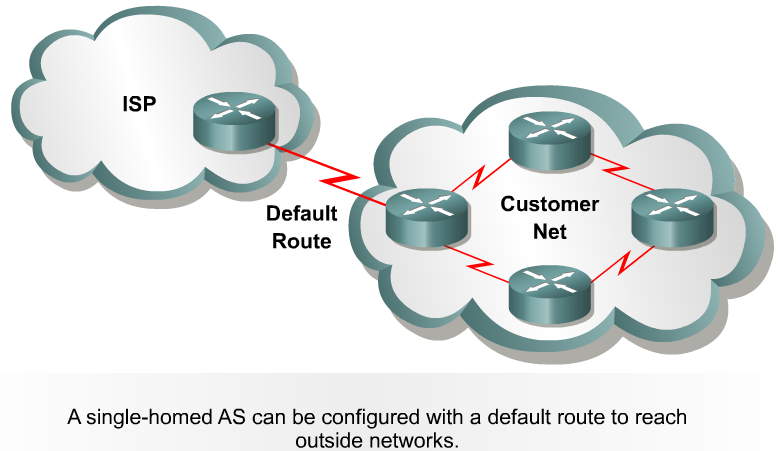 ISP
Default
Route
Customer
Net
A single-homed AS can be configured with a default route to reach
outside networks.